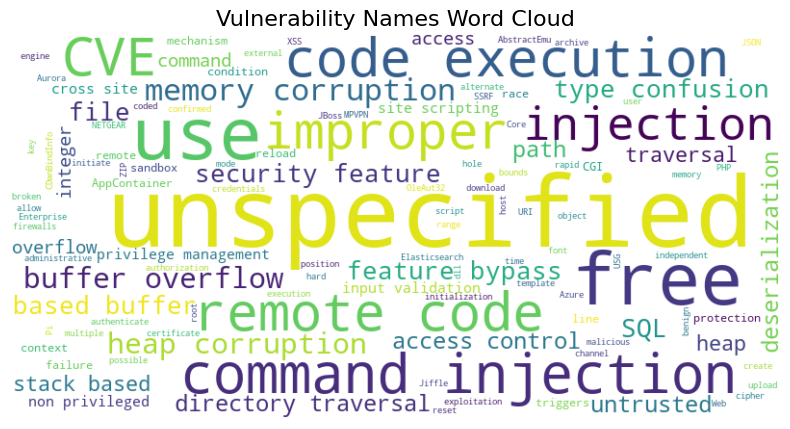 Vulnerability Names Word Cloud
engine
CVE
mechanism
command
condition
XSS
external
code execution
access
AbstractEmu
archive
JSON
Aurora
cross site
memory corruption
alternate
SSRF
race
type confusion
user
file
coded
confirmed
JBoss
MPVPN
site scripting
Core
injection
key
NETGEAR
integer
use
improper
path
traversal
CDwnBindInfo
initiate
remote
ZIP
sandbox
mode
reload
hole
rapid
CGI
bounds
memory
PHP
AppContainer
security feature
credentials
OleAut32
download
host
URI
object
deserialization
broken
allow
Enterprise
firewalls
unspecified
script
range
overflow
administrative
privilege management
authorization
position
hard
Elasticsearch
time
font
independent
USG
buffer overflow
input validation
feature bypass
dll
template
Azure
free
based buffer
execution
root
remote code
initialization
line
SQL
benign
protection
Pi
multiple
authenticate
certificate
context
failure
possible
heap corruption
access control
malicious
channel
heap
create
stack based
command injection
Jiffle
upload
cipher
non privileged
directory traversal
reset
exploitation
triggers
untrusted
Web